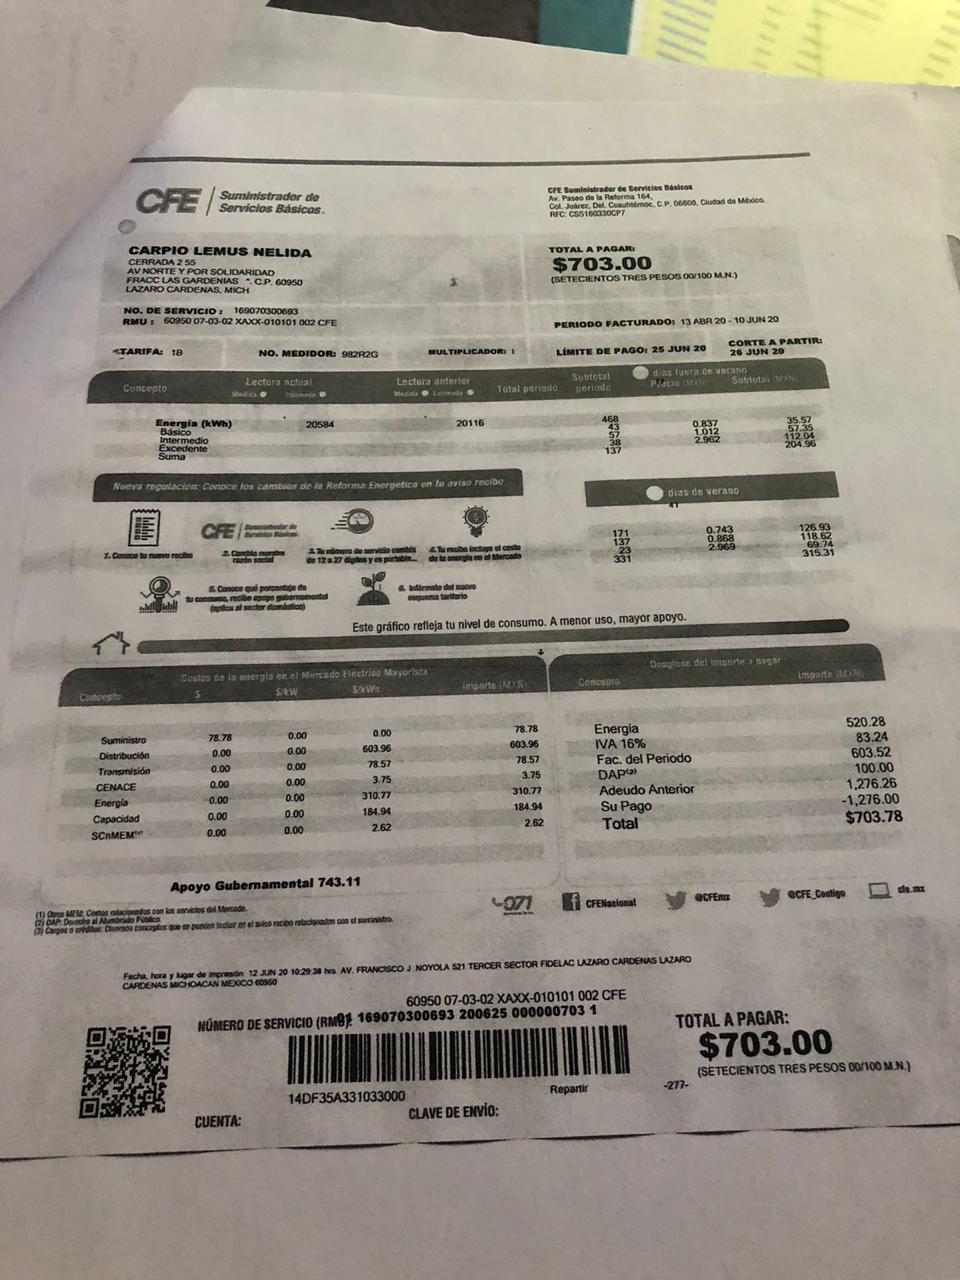 CFE Suministrador de
Servicios Básicos.
CFE Suministrador de Servicios Básicos
Av. Paseo de la Reforma 164,
Col. Juárez, Del. Cuauhtémoc, C.P. 06600, Ciudad de México.
RFC: CSS160330CP7
CARPIO LEMUS NELIDA
CERRADA 2 55
AV NORTE Y POR SOLIDARIDAD
FRACC LAS GARDENIAS *. C.P. 60950
LAZARO CARDENAS, MICH
TOTAL A PAGAR:
$703.00
(SETECIENTOS TRES PESOS 00/100 M.N.)
NO. DE SERVICIO : 169070300693
RMU : 60950 07-03-02 XAXX-010101 002 CFE
PERIODO FACTURADO: 13 ABR 20 - 10 JUN 20
TARIFA: 1B NO. MEDIDOR: 982R2G MULTIPLICADOR: 1 LÍMITE DE PAGO: 25 JUN 20 CORTE A PARTIR:
26 JUN 20
Concepto Lectura actual Lectura anterior Total periodo Subtotal periodo días fuera de verano
Medida Estimada Medida Estimada Precio (MXN) Subtotal (MXN)
Energía (kWh) 20584 20116 468
Básico 43 0.837 35.57
Intermedio 57 1.012 57.35
Excedente 38 2.962 112.04
Suma 137 204.96
Nueva regulación: Conoce los cambios de la Reforma Energética en tu aviso recibo
días de verano
41
171 0.743 126.93
137 0.868 118.62
23 2.969 69.74
331 315.31
CFE Suministrador de
Servicios Básicos
1. Conoce tu nuevo recibo
2. Cambia nuestra
razón social
3. Tu número de servicio cambia
de 12 a 27 dígitos y es portable...
4. Tu recibo incluye el costo
de la energía en el Mercado
5. Conoce qué porcentaje de
tu consumo, recibe apoyo gubernamental
(aplica al sector doméstico)
6. Infórmate del nuevo
esquema tarifario
Este gráfico refleja tu nivel de consumo. A menor uso, mayor apoyo.
Costos de la energía en el Mercado Eléctrico Mayorista
Concepto $ $/kW $/kWh Importe (MXN)
Suministro 78.78 0.00 0.00 78.78
Distribución 0.00 0.00 603.96 603.96
Transmisión 0.00 0.00 78.57 78.57
CENACE 0.00 0.00 3.75 3.75
Energía 0.00 0.00 310.77 310.77
Capacidad 0.00 0.00 184.94 184.94
SCnMEM(1) 0.00 0.00 2.62 2.62
Desglose del importe a pagar
Concepto Importe (MXN)
Energía 520.28
IVA 16% 83.24
Fac. del Periodo 603.52
DAP(2) 100.00
Adeudo Anterior 1,276.26
Su Pago -1,276.00
Total $703.78
Apoyo Gubernamental 743.11
(1) Otros MEM: Costos relacionados con los servicios del Mercado.
(2) DAP: Derecho al Alumbrado Público.
(3) Cargos o créditos: Diversos conceptos que se pueden incluir en el aviso recibo relacionados con el suministro.
071 CFENacional @CFEmx @CFE_Contigo cfe.mx
Fecha, hora y lugar de impresión 12 JUN 20 10:29:38 hrs. AV. FRANCISCO J NOYOLA 521 TERCER SECTOR FIDELAC LAZARO CARDENAS LAZARO
CARDENAS MICHOACAN MEXICO 60950
60950 07-03-02 XAXX-010101 002 CFE
NÚMERO DE SERVICIO (RMU): 01 169070300693 200625 000000703 1
14DF35A331033000
Repartir
CUENTA:
CLAVE DE ENVÍO:
TOTAL A PAGAR:
$703.00
(SETECIENTOS TRES PESOS 00/100 M.N.)
-277-